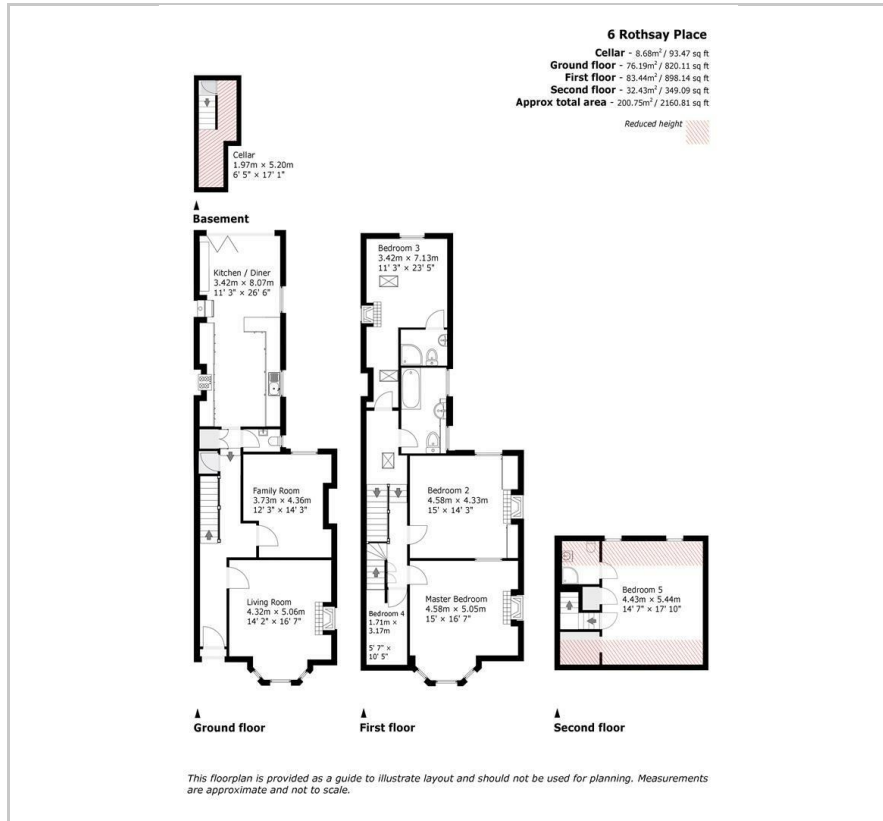 6 Rothsay Place
Cellar - 8.68m² / 93.47 sq ft
Ground floor - 76.19m² / 820.11 sq ft
First floor - 83.44m² / 898.14 sq ft
Second floor - 32.43m² / 349.09 sq ft
Approx total area - 200.75m² / 2160.81 sq ft
Reduced height
Cellar
1.97m × 5.20m
6' 5" × 17' 1"
Basement
Kitchen / Diner
3.42m × 8.07m
11' 3" × 26' 6"
Family Room
3.73m × 4.36m
12' 3" × 14' 3"
Living Room
4.32m × 5.06m
14' 2" × 16' 7"
Ground floor
Bedroom 3
3.42m × 7.13m
11' 3" × 23' 5"
Bedroom 2
4.58m × 4.33m
15' × 14' 3"
Master Bedroom
4.58m × 5.05m
15' × 16' 7"
Bedroom 4
1.71m ×
3.17m
5' 7" ×
10' 5"
First floor
Bedroom 5
4.43m × 5.44m
14' 7" × 17' 10"
Second floor
This floorplan is provided as a guide to illustrate layout and should not be used for planning. Measurements
are approximate and not to scale.